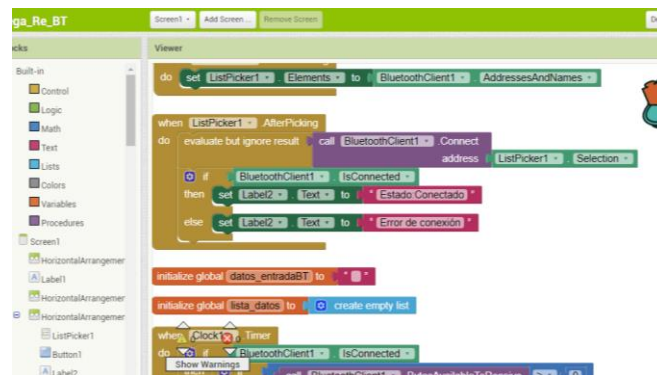 ga_Re_BT
Screen1
Add Screen...
Remove Screen
cks
Viewer
Built-in
Control
Logic
Math
Text
Lists
Colors
Variables
Procedures
Screen1
HorizontalArrangemer
Label1
HorizontalArrangemer
HorizontalArrangemer
ListPicker1
Button1
Label2
do set ListPicker1 . Elements to BluetoothClient1 . AddressesAndNames
when ListPicker1 .AfterPicking
do evaluate but ignore result call BluetoothClient1 .Connect
address ListPicker1 . Selection
if BluetoothClient1 . IsConnected
then set Label2 . Text to " Estado:Conectado "
else set Label2 . Text to " Error de conexión "
initialize global datos_entradaBT to " "
initialize global lista_datos to create empty list
when Clock1 .Timer
do if BluetoothClient1 . IsConnected
Show Warnings